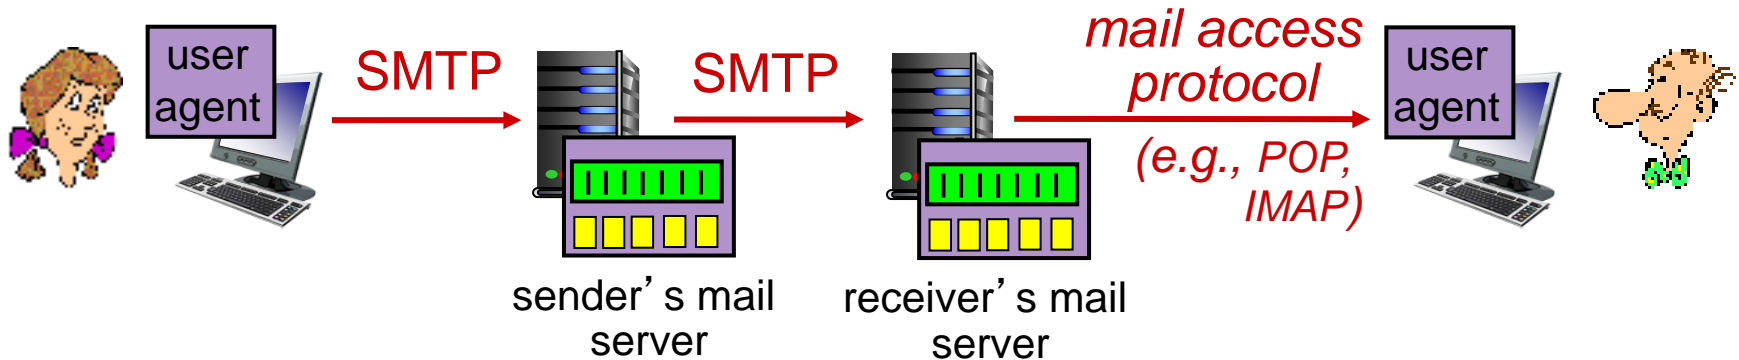 user
agent
SMTP
SMTP
mail access
protocol
(e.g., POP,
IMAP)
user
agent
sender’s mail
server
receiver’s mail
server